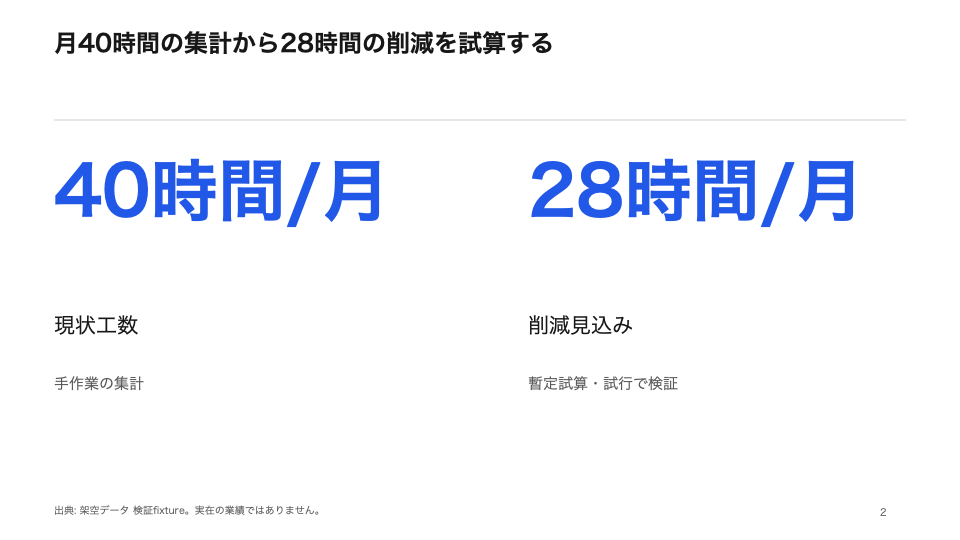 月40時間の集計から28時間の削減を試算する
40時間/月
28時間/月
現状工数
削減見込み
手作業の集計
暫定試算・試行で検証
出典: 架空データ 検証fixture。実在の業績ではありません。
2